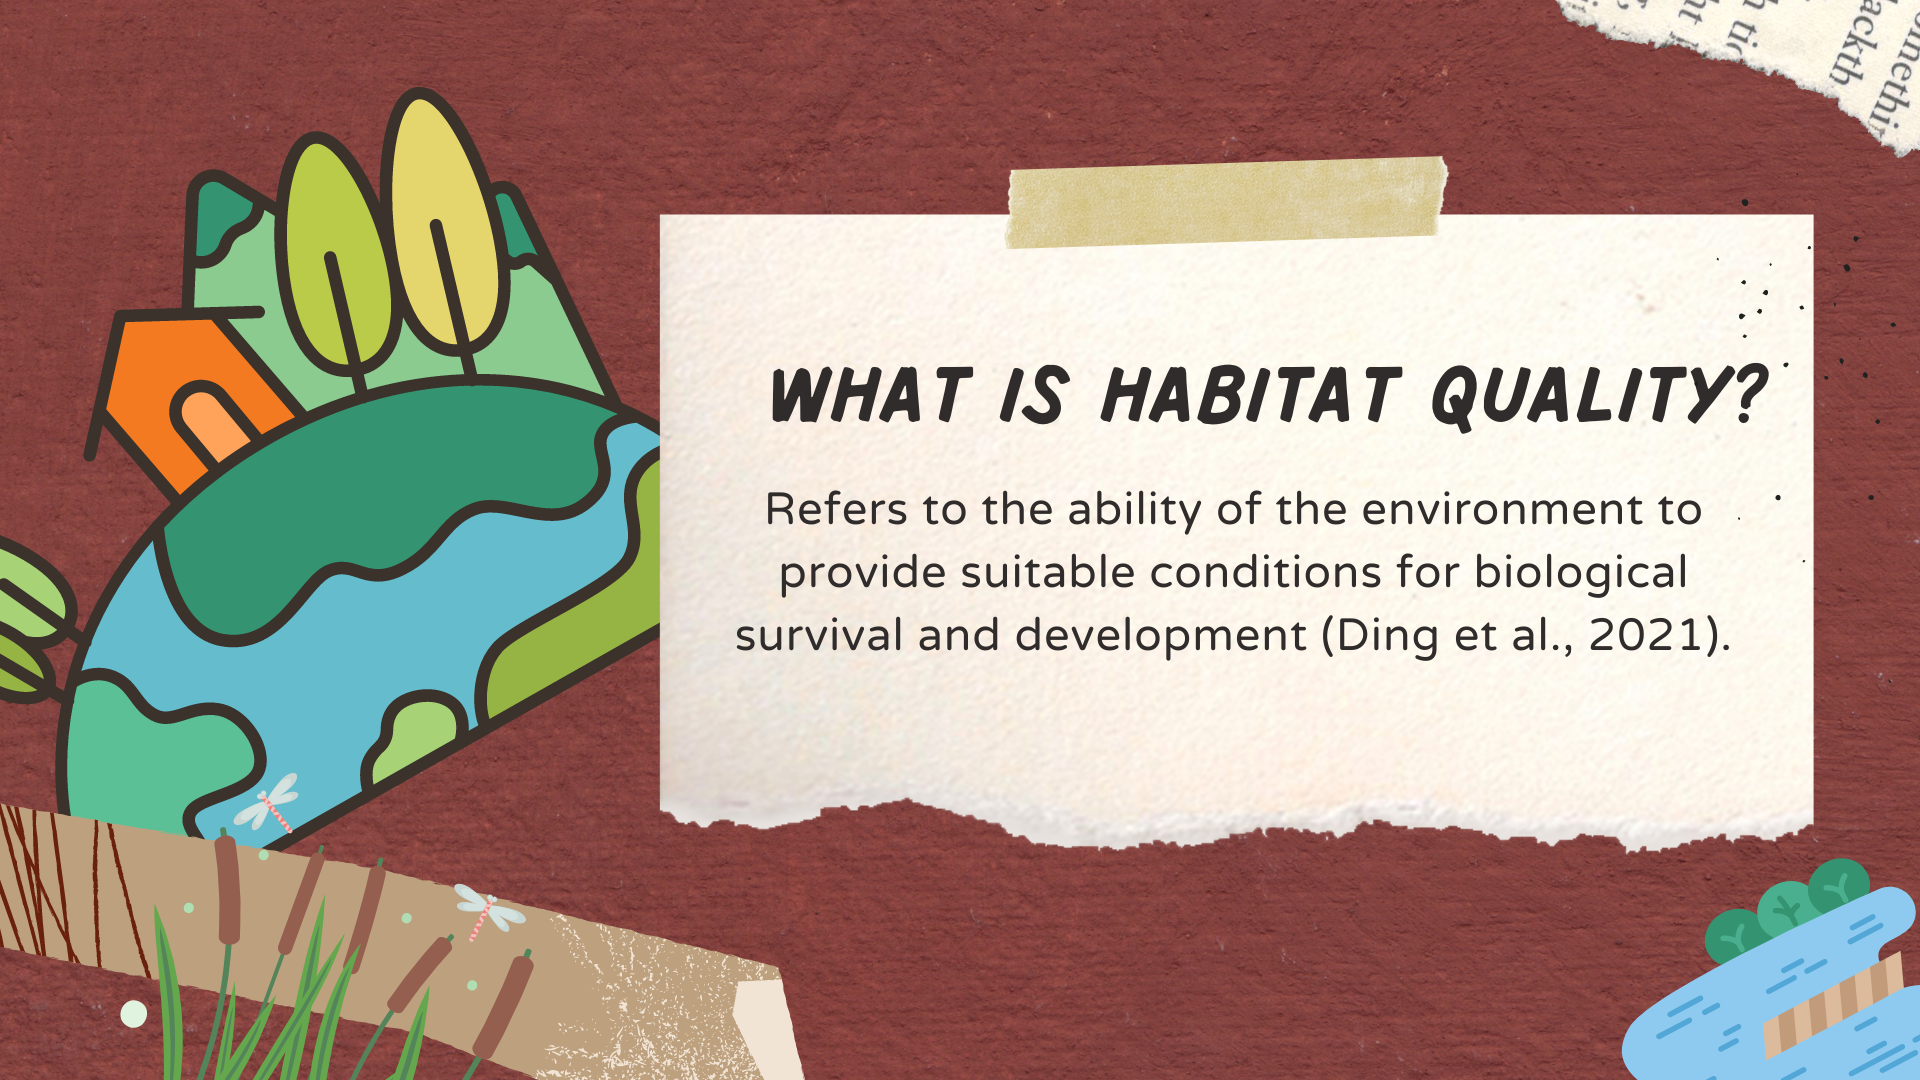 WHAT IS HABITAT QUALITY?
Refers to the ability of the environment to
provide suitable conditions for biological
survival and development (Ding et al., 2021).